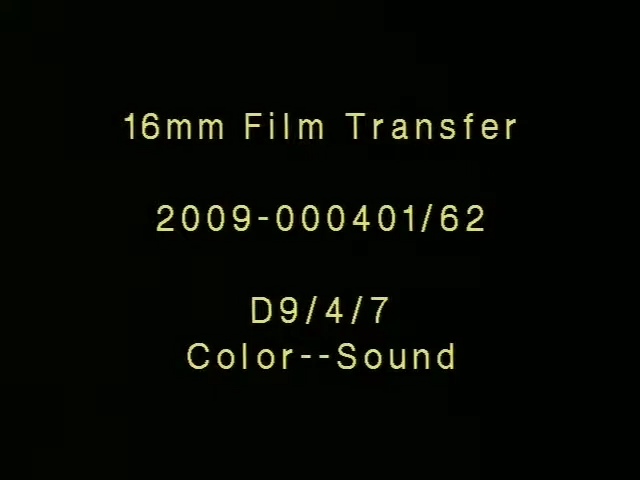 16mm Film Transfer
2009-000401/62
D9/4/7
Color--Sound